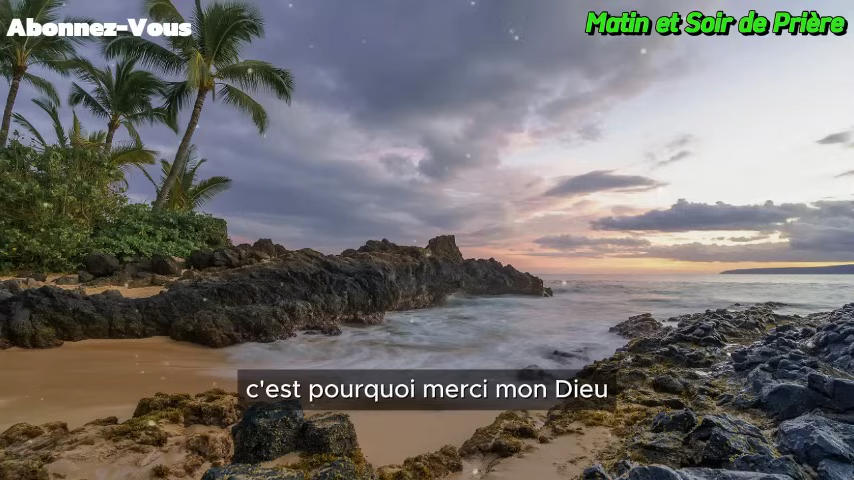 Abonnez-Vous
Matin et Soir de Prière
c'est pourquoi merci mon Dieu